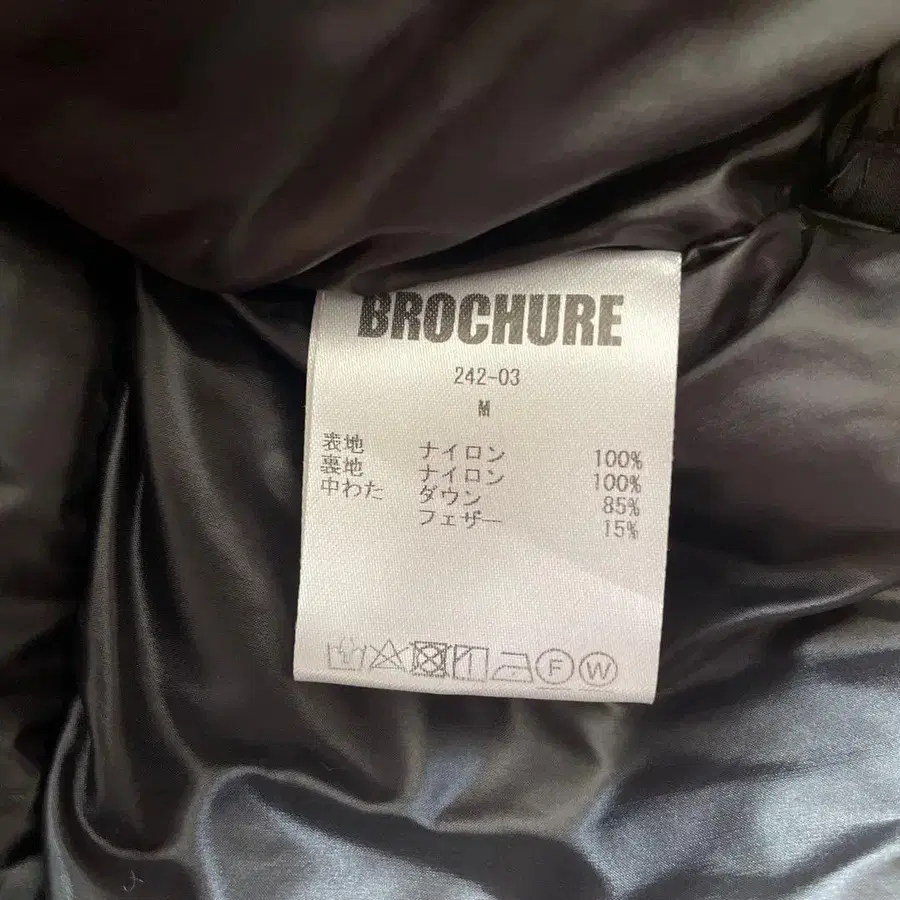 BROCHURE
242-03
M
表地 ナイロン 100%
裏地 ナイロン 100%
中わた ダウン 85%
フェザー 15%
F W